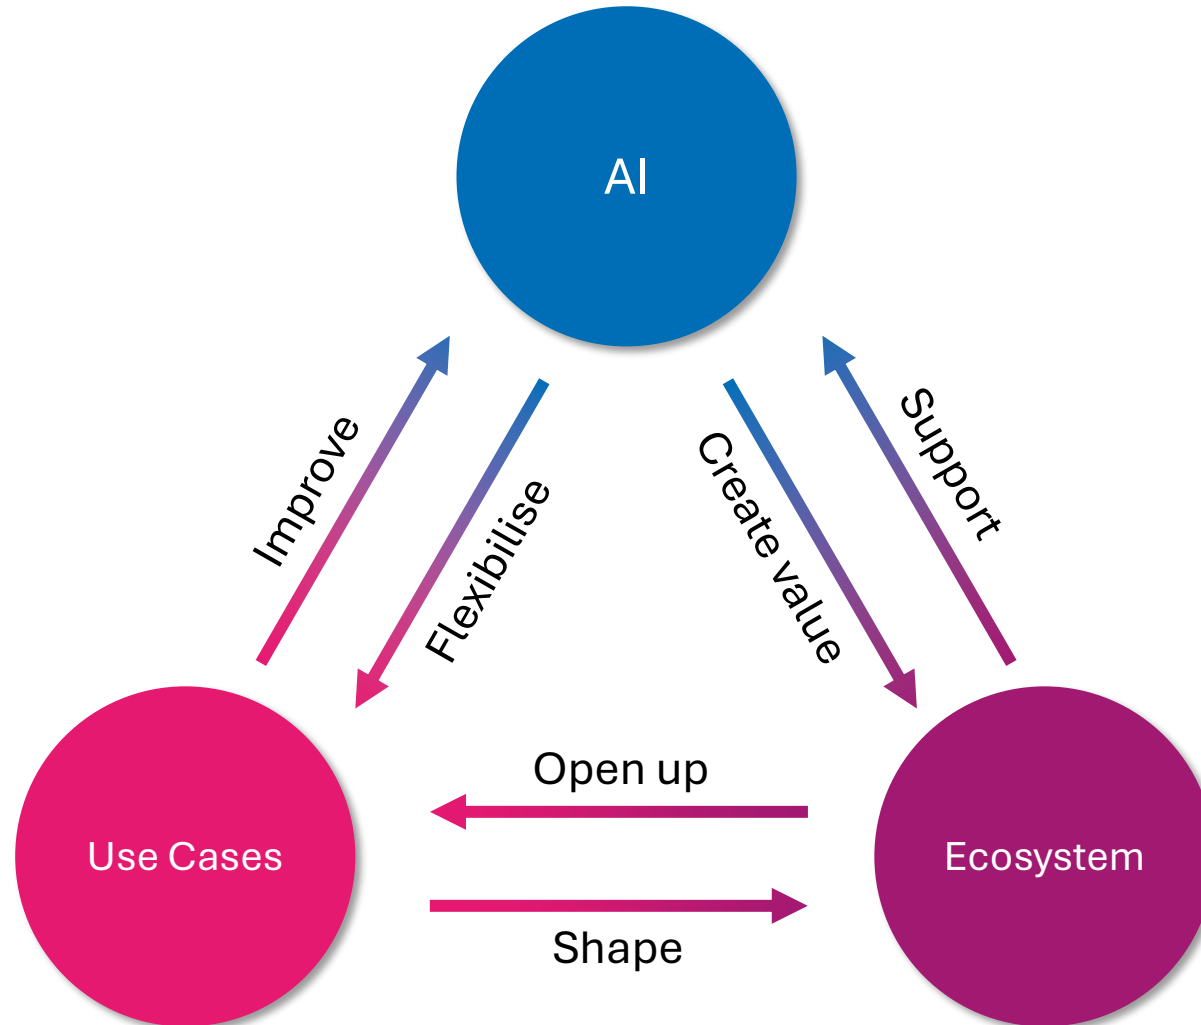 AI
Improve
Flexibilise
Create value
Support
Open up
Use Cases
Ecosystem
Shape